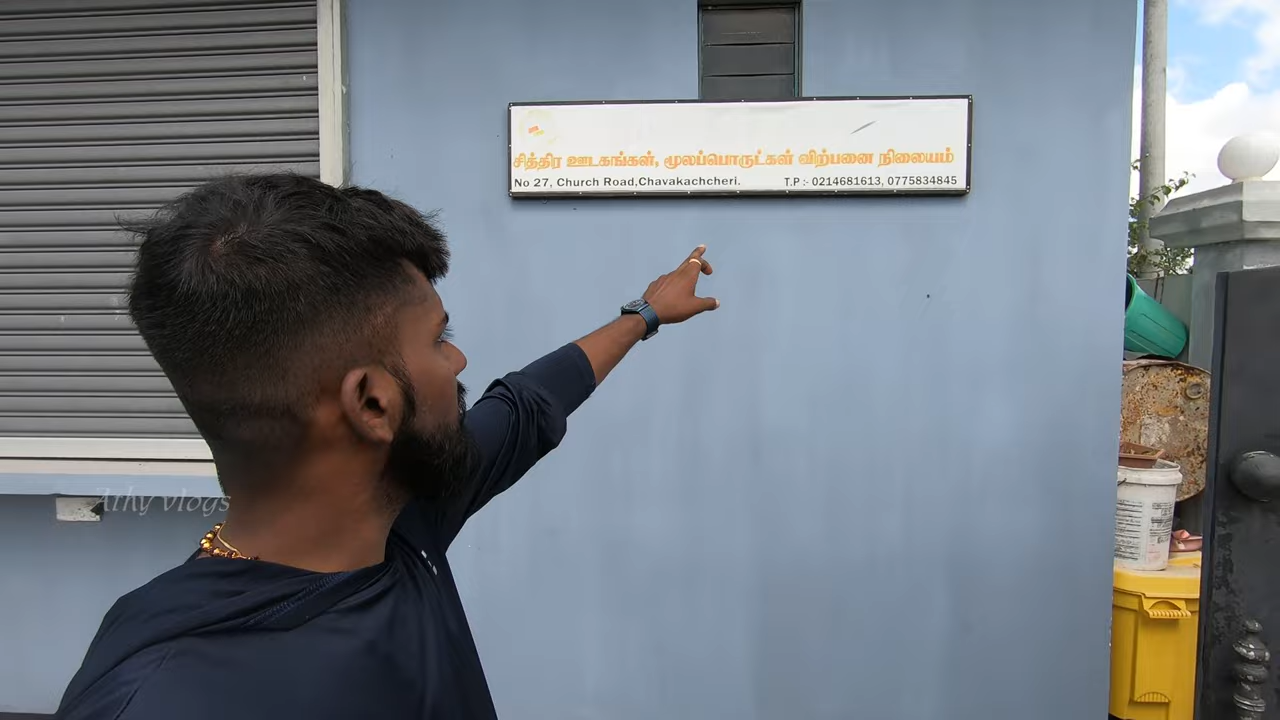 சித்திர ஊடகங்கள், மூலப்பொருட்கள் விற்பனை நிலையம்
No 27, Church Road,Chavakachcheri. T.P :- 0214681613, 0775834845
Athy vlogs